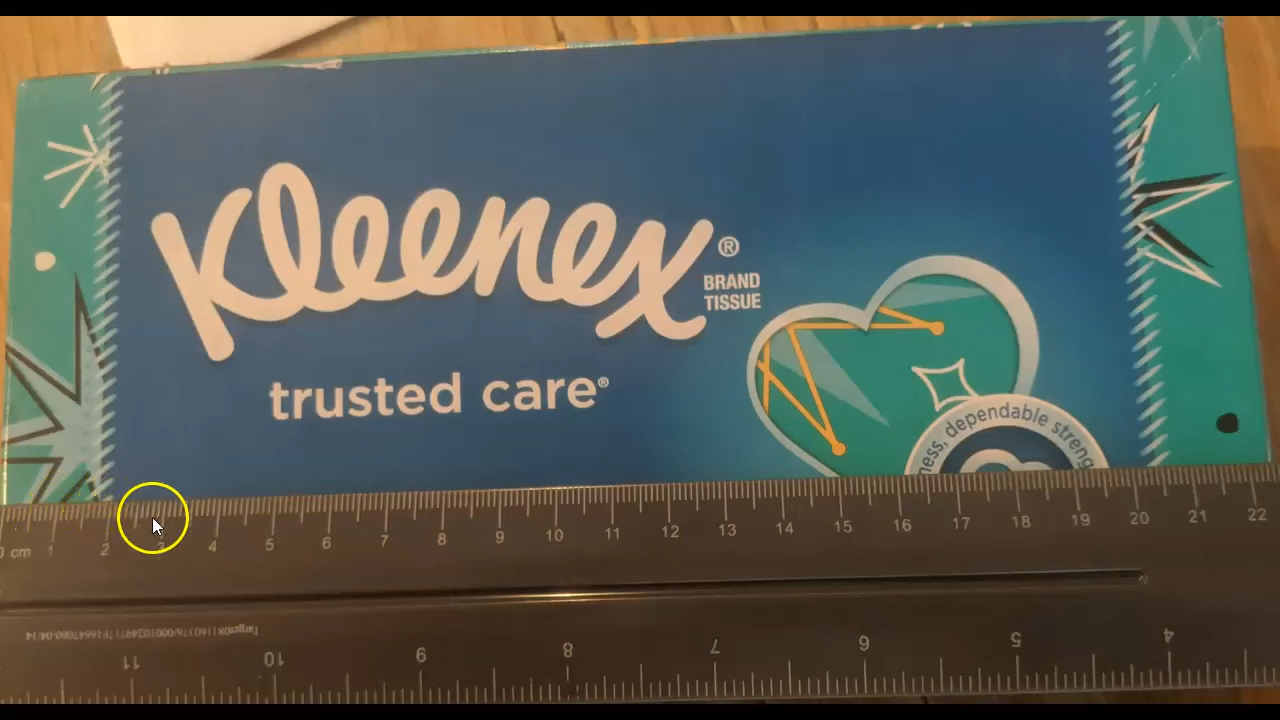 Kleenex®
BRAND
TISSUE
trusted care®
ness, dependable streng
0 cm 1 2 3 4 5 6 7 8 9 10 11 12 13 14 15 16 17 18 19 20 21 22
11 10 9 8 7 6 5 4